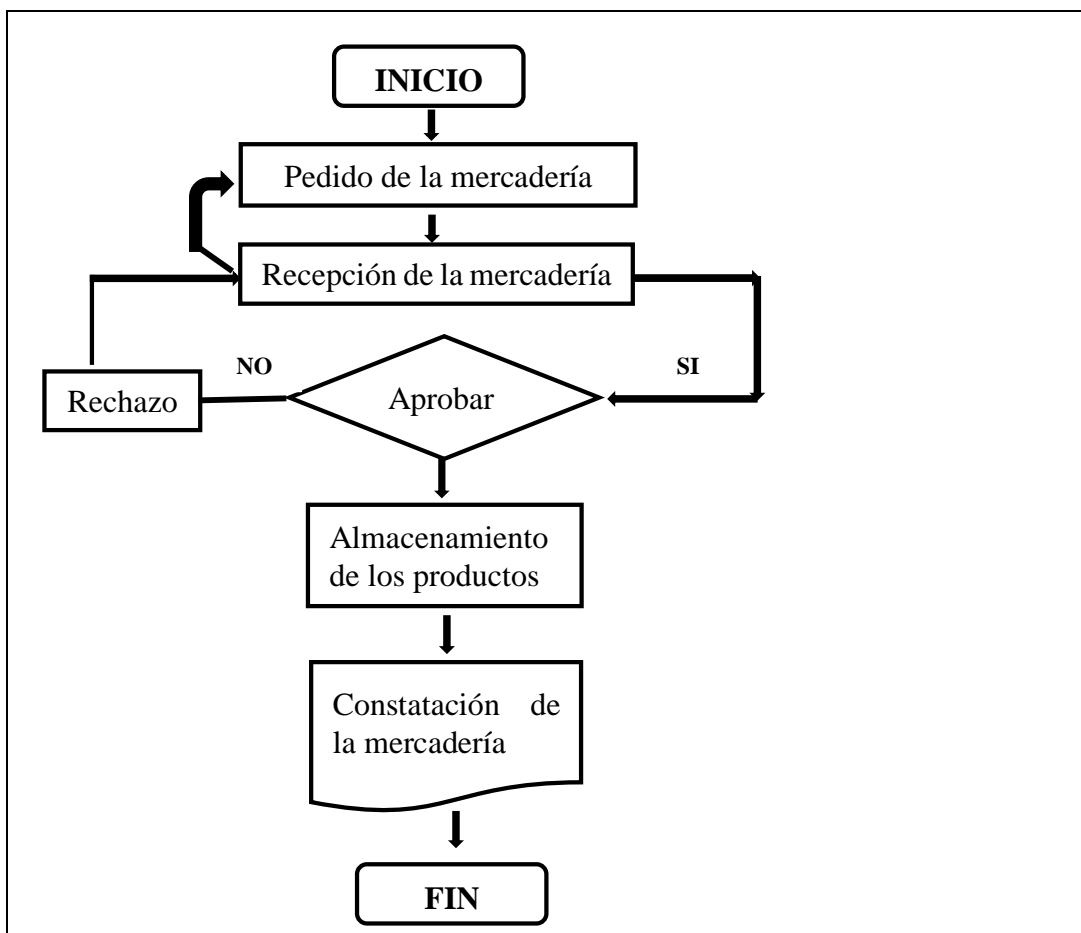 INICIO
Pedido de la mercadería
Recepción de la mercadería
NO
SI
Rechazo
Aprobar
Almacenamiento
de los productos
Constatación de
la mercadería
FIN